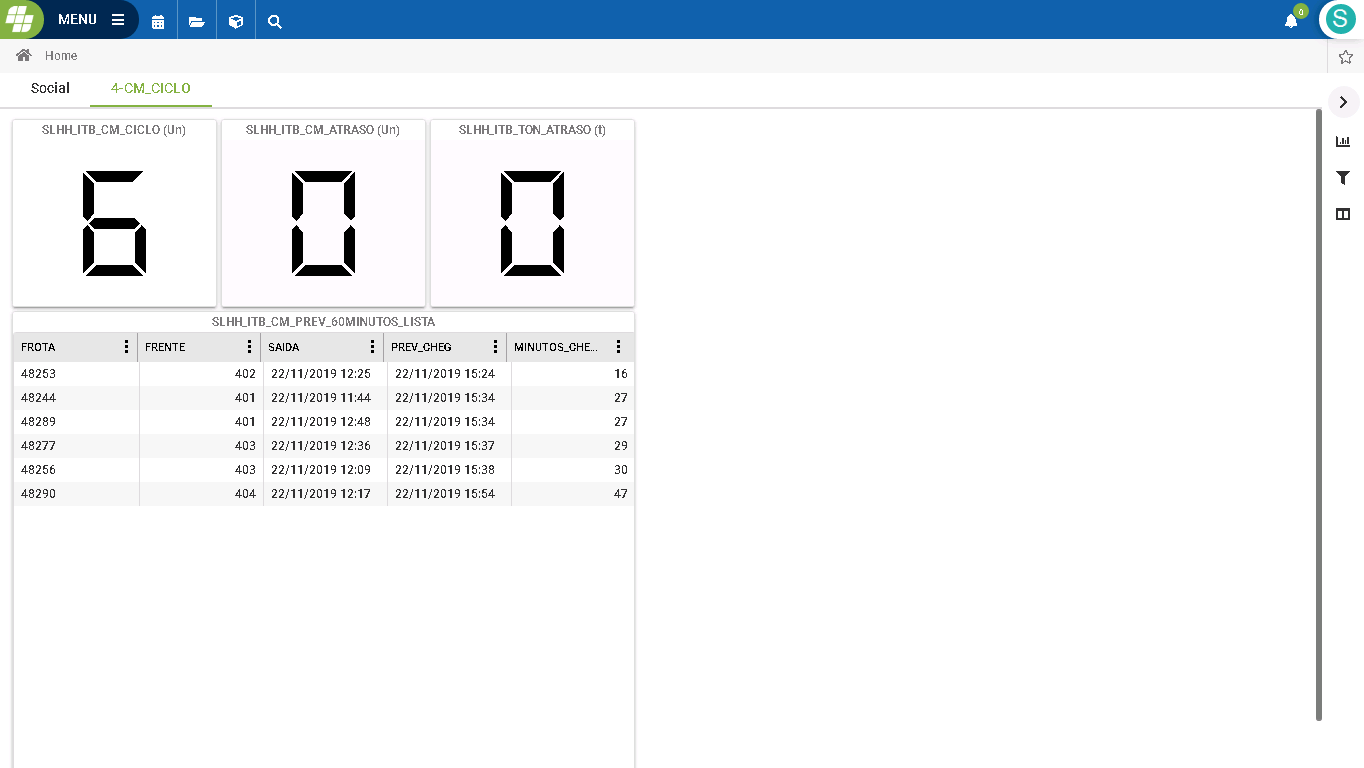 MENU
0
S
Home
Social
4-CM_CICLO
SLHH_ITB_CM_CICLO (Un)
SLHH_ITB_CM_ATRASO (Un)
SLHH_ITB_TON_ATRASO (t)
6
0
0
SLHH_ITB_CM_PREV_60MINUTOS_LISTA
FROTA FRENTE SAIDA PREV_CHEG MINUTOS_CHE...
48253 402 22/11/2019 12:25 22/11/2019 15:24 16
48244 401 22/11/2019 11:44 22/11/2019 15:34 27
48289 401 22/11/2019 12:48 22/11/2019 15:34 27
48277 403 22/11/2019 12:36 22/11/2019 15:37 29
48256 403 22/11/2019 12:09 22/11/2019 15:38 30
48290 404 22/11/2019 12:17 22/11/2019 15:54 47